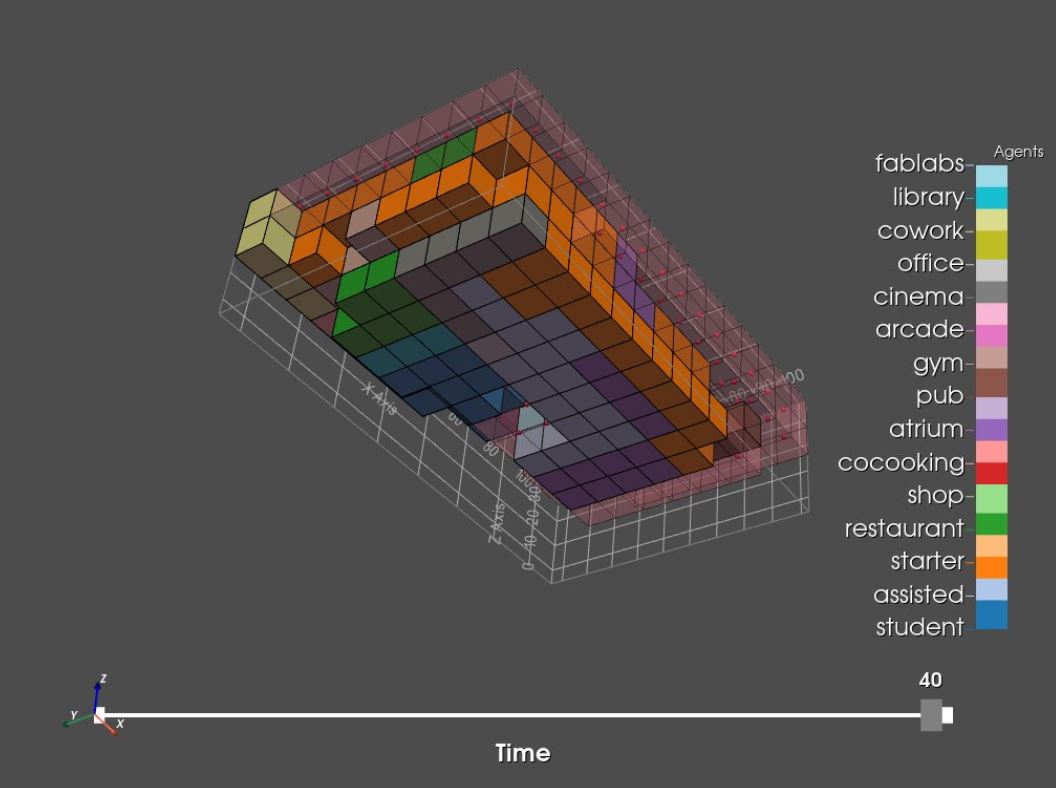 Agents
fablabs
library
cowork
office
cinema
arcade
gym
pub
atrium
cocooking
shop
restaurant
starter
assisted
student
X Axis
60
80
100
Z Axis
0
10
20
30
100
40
Z
Y
X
Time